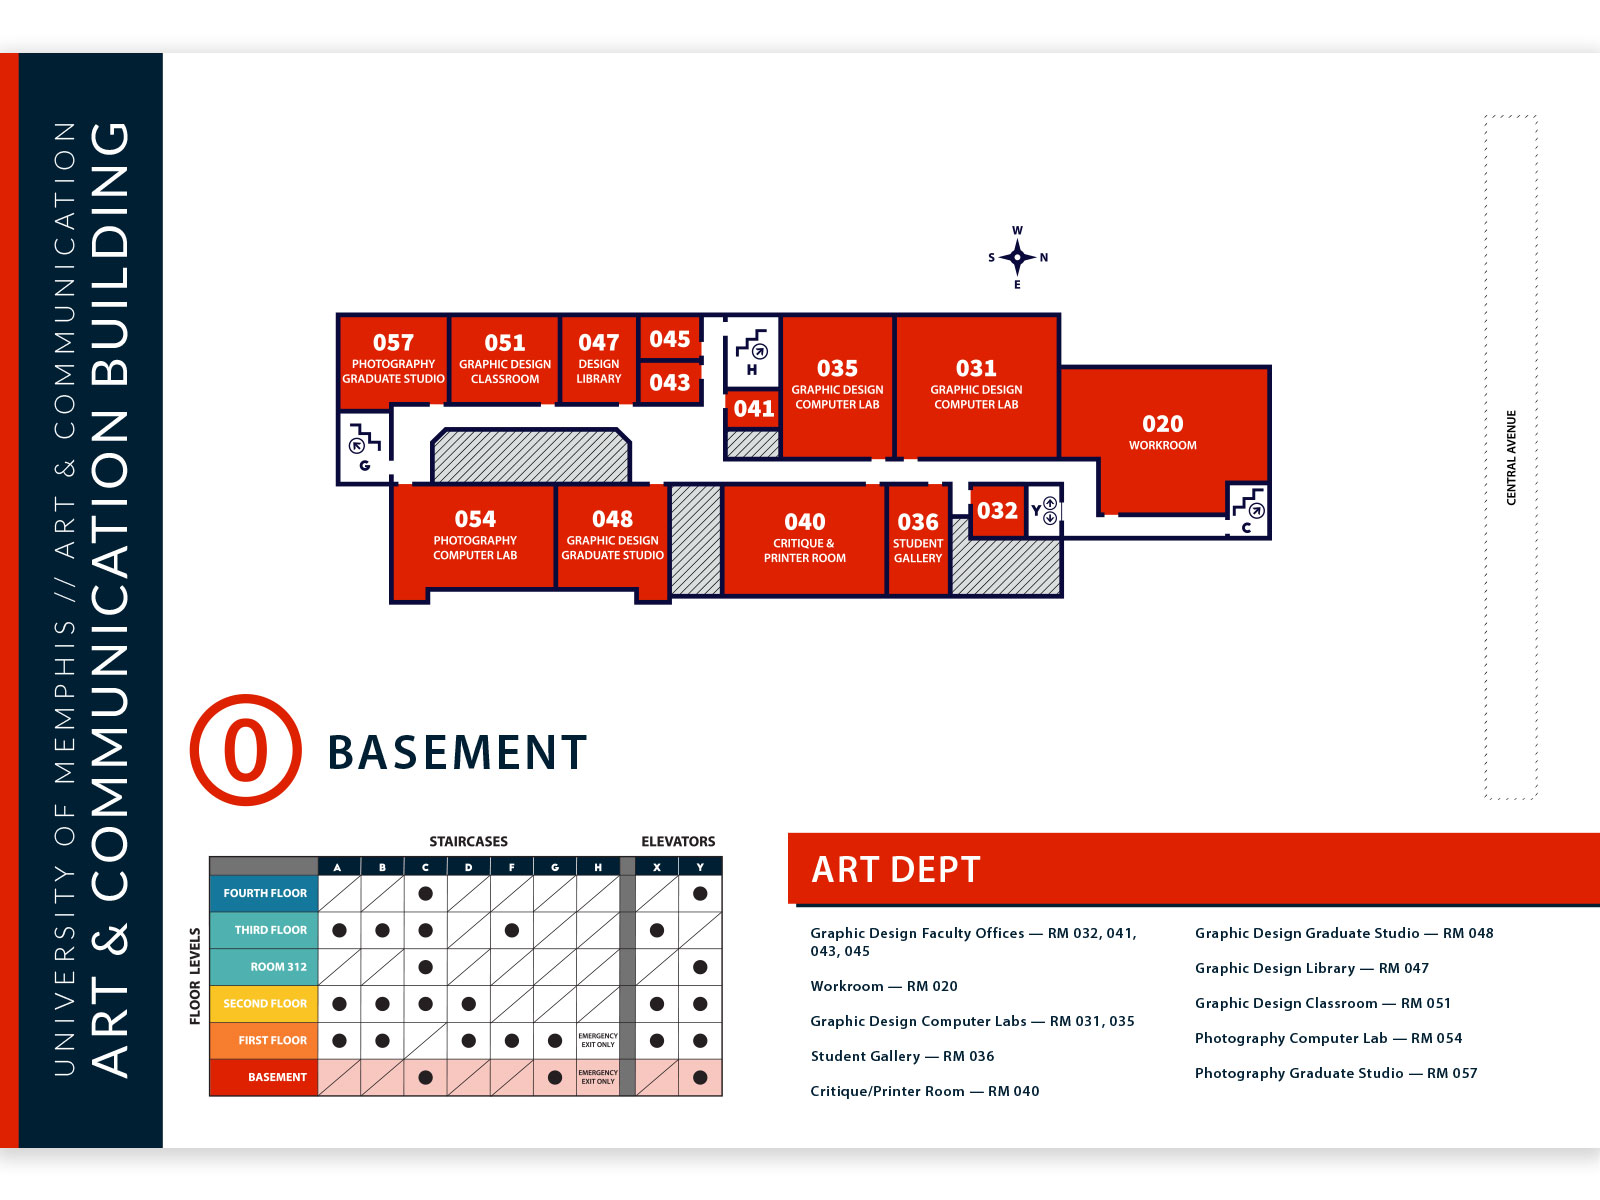 UNIVERSITY OF MEMPHIS // ART & COMMUNICATION
ART & COMMUNICATION BUILDING
W
S N
E
057
PHOTOGRAPHY
GRADUATE STUDIO
051
GRAPHIC DESIGN
CLASSROOM
047
DESIGN
LIBRARY
045
043
H
041
035
GRAPHIC DESIGN
COMPUTER LAB
031
GRAPHIC DESIGN
COMPUTER LAB
020
WORKROOM
G
054
PHOTOGRAPHY
COMPUTER LAB
048
GRAPHIC DESIGN
GRADUATE STUDIO
040
CRITIQUE &
PRINTER ROOM
036
STUDENT
GALLERY
032
Y
C
CENTRAL AVENUE
0 BASEMENT
STAIRCASES ELEVATORS
A B C D F G H X Y
FLOOR LEVELS
FOURTH FLOOR
THIRD FLOOR
ROOM 312
SECOND FLOOR
FIRST FLOOR
EMERGENCY
EXIT ONLY
BASEMENT
EMERGENCY
EXIT ONLY
ART DEPT
Graphic Design Faculty Offices — RM 032, 041,
043, 045
Workroom — RM 020
Graphic Design Computer Labs — RM 031, 035
Student Gallery — RM 036
Critique/Printer Room — RM 040
Graphic Design Graduate Studio — RM 048
Graphic Design Library — RM 047
Graphic Design Classroom — RM 051
Photography Computer Lab — RM 054
Photography Graduate Studio — RM 057